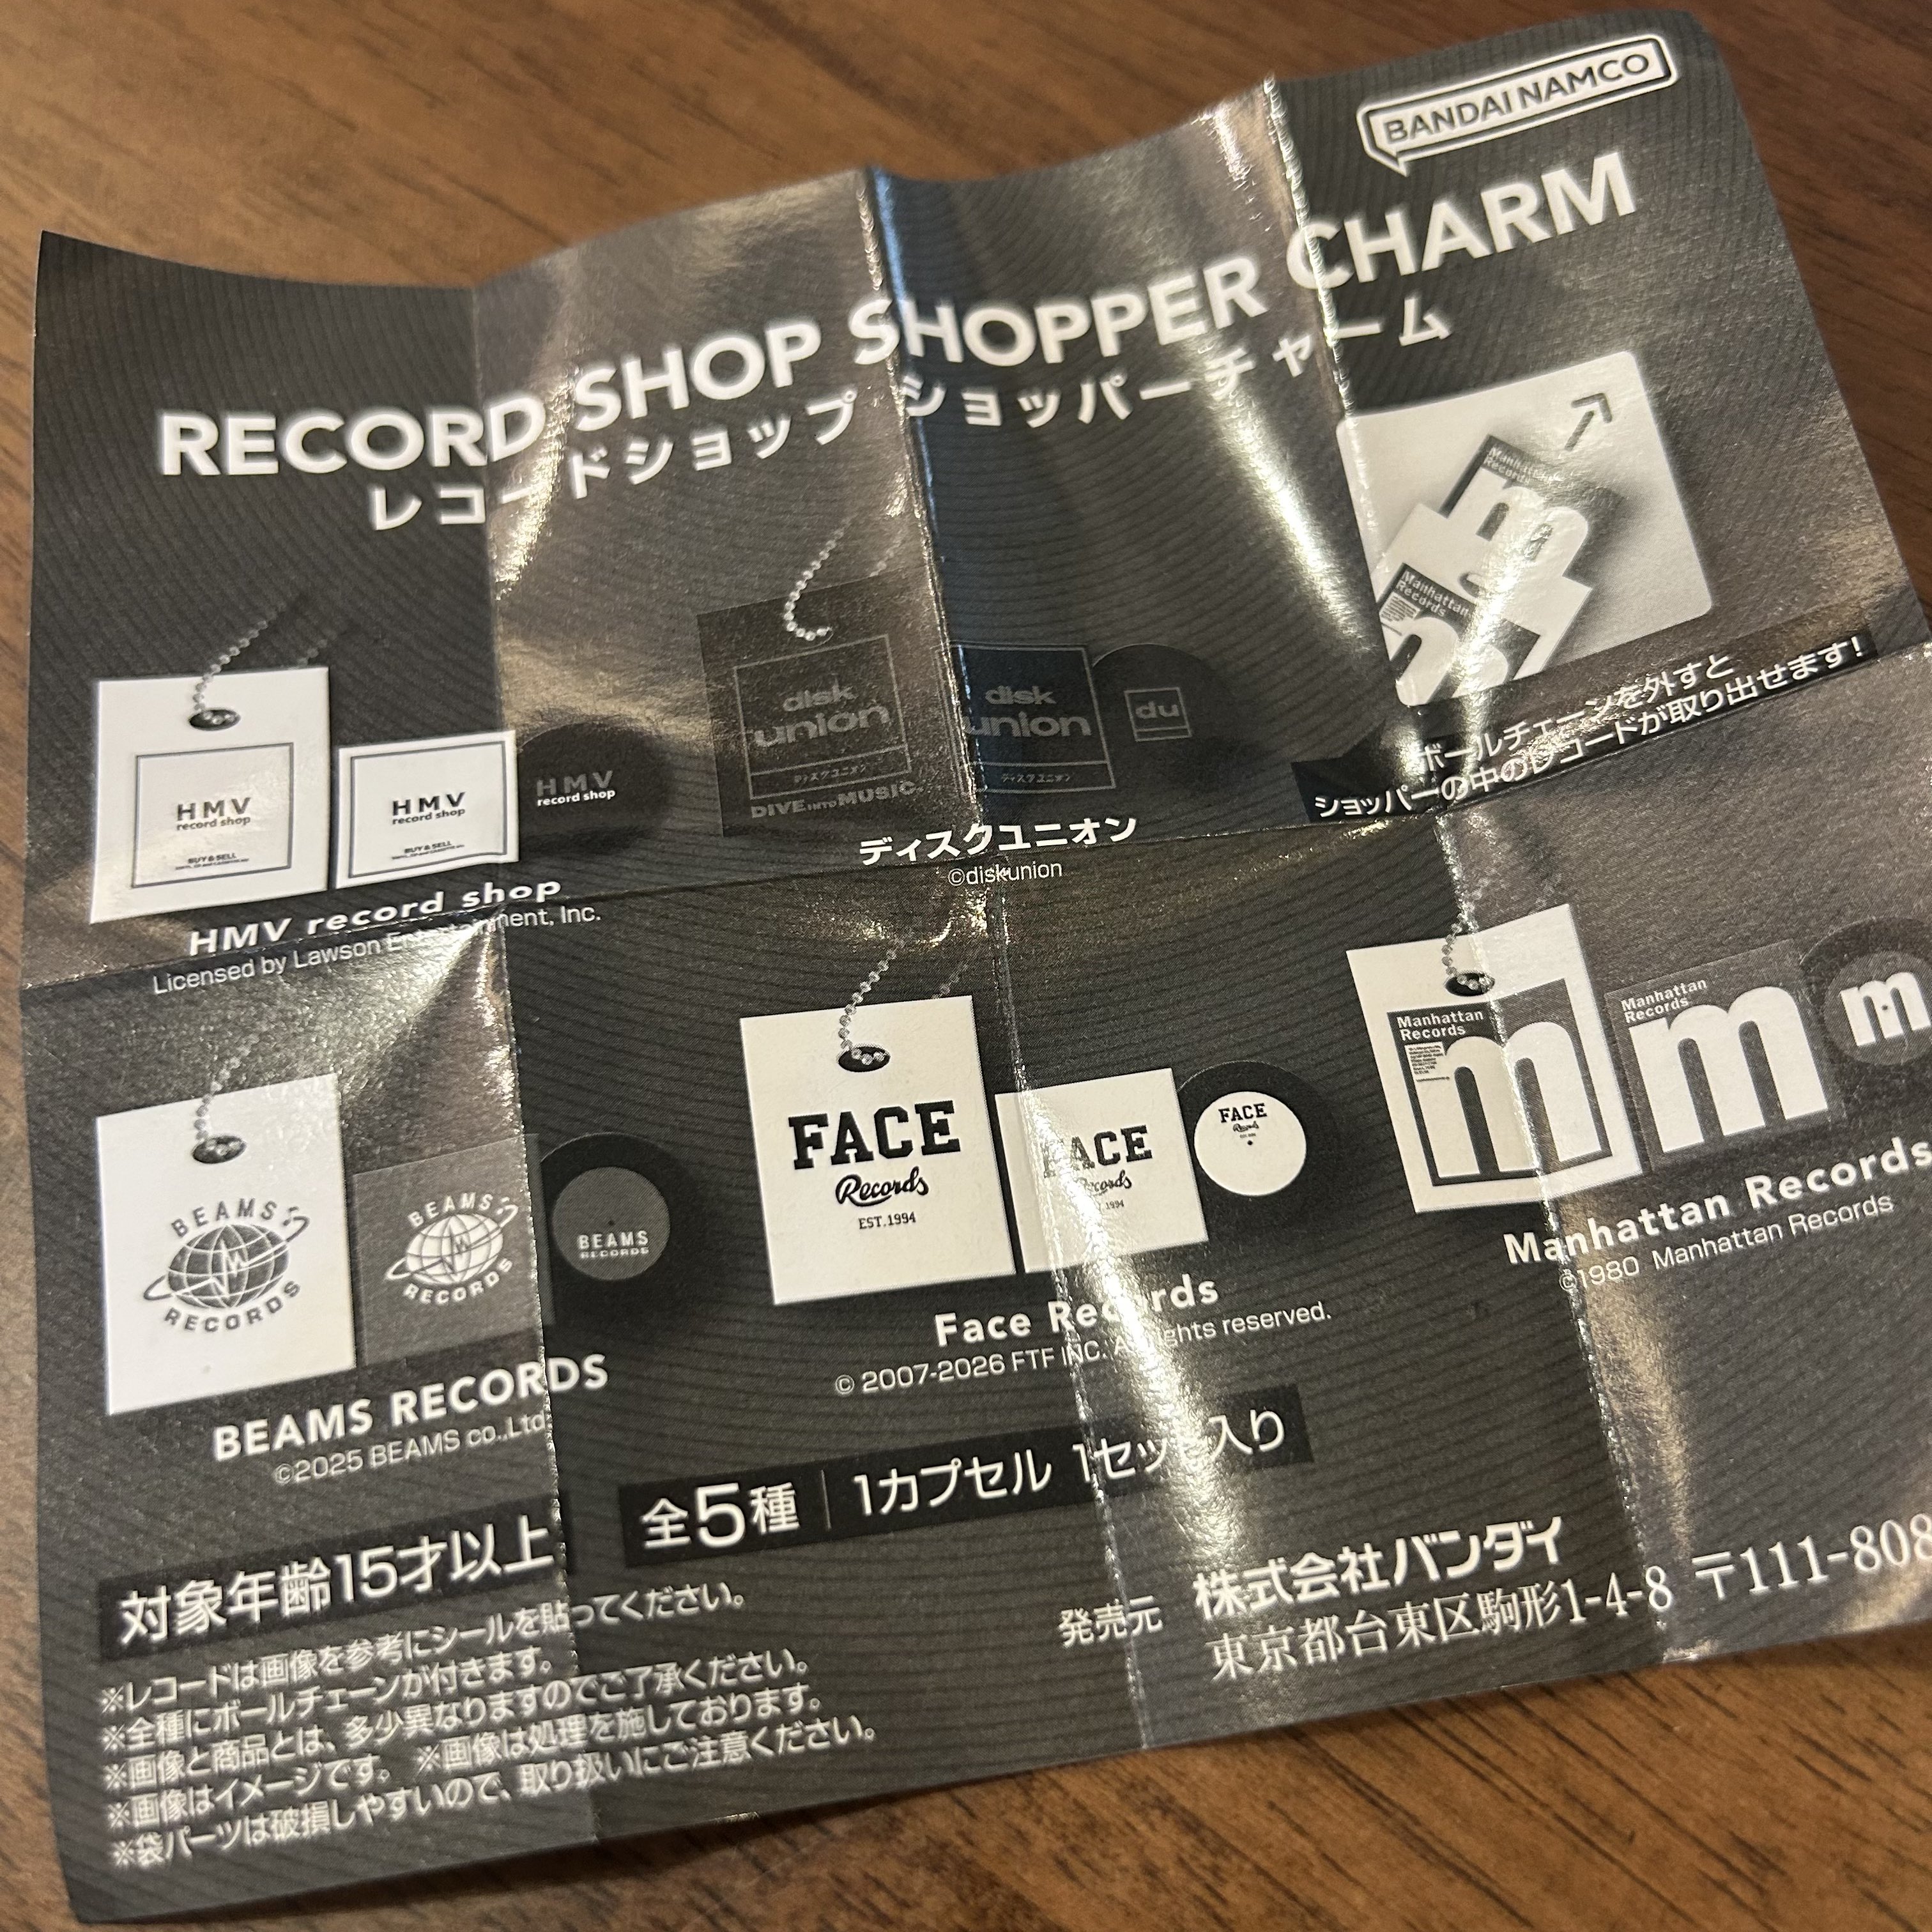 BANDAI NAMCO
RECORD SHOP SHOPPER CHARM
レコードショップ ショッパーチャーム
Manhattan
Records
Manhattan
Records
ボールチェーンを外すと
ショッパーの中のレコードが取り出せます!
HMV
record shop
BUY & SELL
HMV
record shop
BUY & SELL
HMV
record shop
HMV record shop
Licensed by Lawson Entertainment, Inc.
disk
union
ディスクユニオン
DIVE INTO MUSIC.
disk
union
ディスクユニオン
du
ディスクユニオン
©diskunion
BEAMS
RECORDS
BEAMS
RECORDS
BEAMS
RECORDS
BEAMS RECORDS
©2025 BEAMS co.,Ltd.
FACE
Records
EST.1994
FACE
Records
1994
FACE
Records
Face Records
© 2007-2026 FTF INC. All rights reserved.
Manhattan
Records
m
Manhattan
Records
m
m
Manhattan Records
©1980 Manhattan Records
対象年齢15才以上
全5種 | 1カプセル 1セット入り
※レコードは画像を参考にシールを貼ってください。
※全種にボールチェーンが付きます。
※画像と商品とは、多少異なりますのでご了承ください。
※画像はイメージです。 ※画像は処理を施しております。
※袋パーツは破損しやすいので、取り扱いにご注意ください。
発売元 株式会社バンダイ
東京都台東区駒形1-4-8 〒111-808